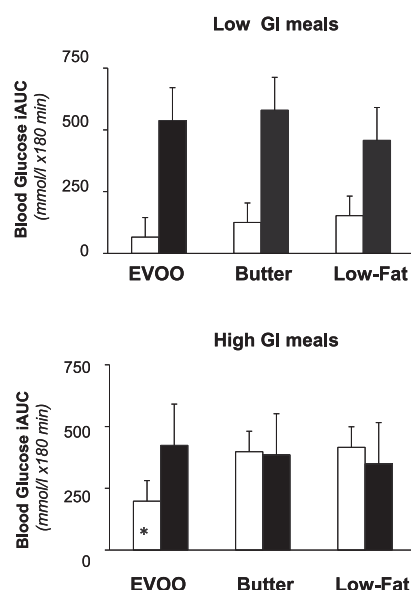 Low GI meals
Blood Glucose iAUC
(mmol/l x180 min)
750
500
250
0
EVOO Butter Low-Fat
High GI meals
Blood Glucose iAUC
(mmol/l x180 min)
750
500
250
0
*
EVOO Butter Low-Fat